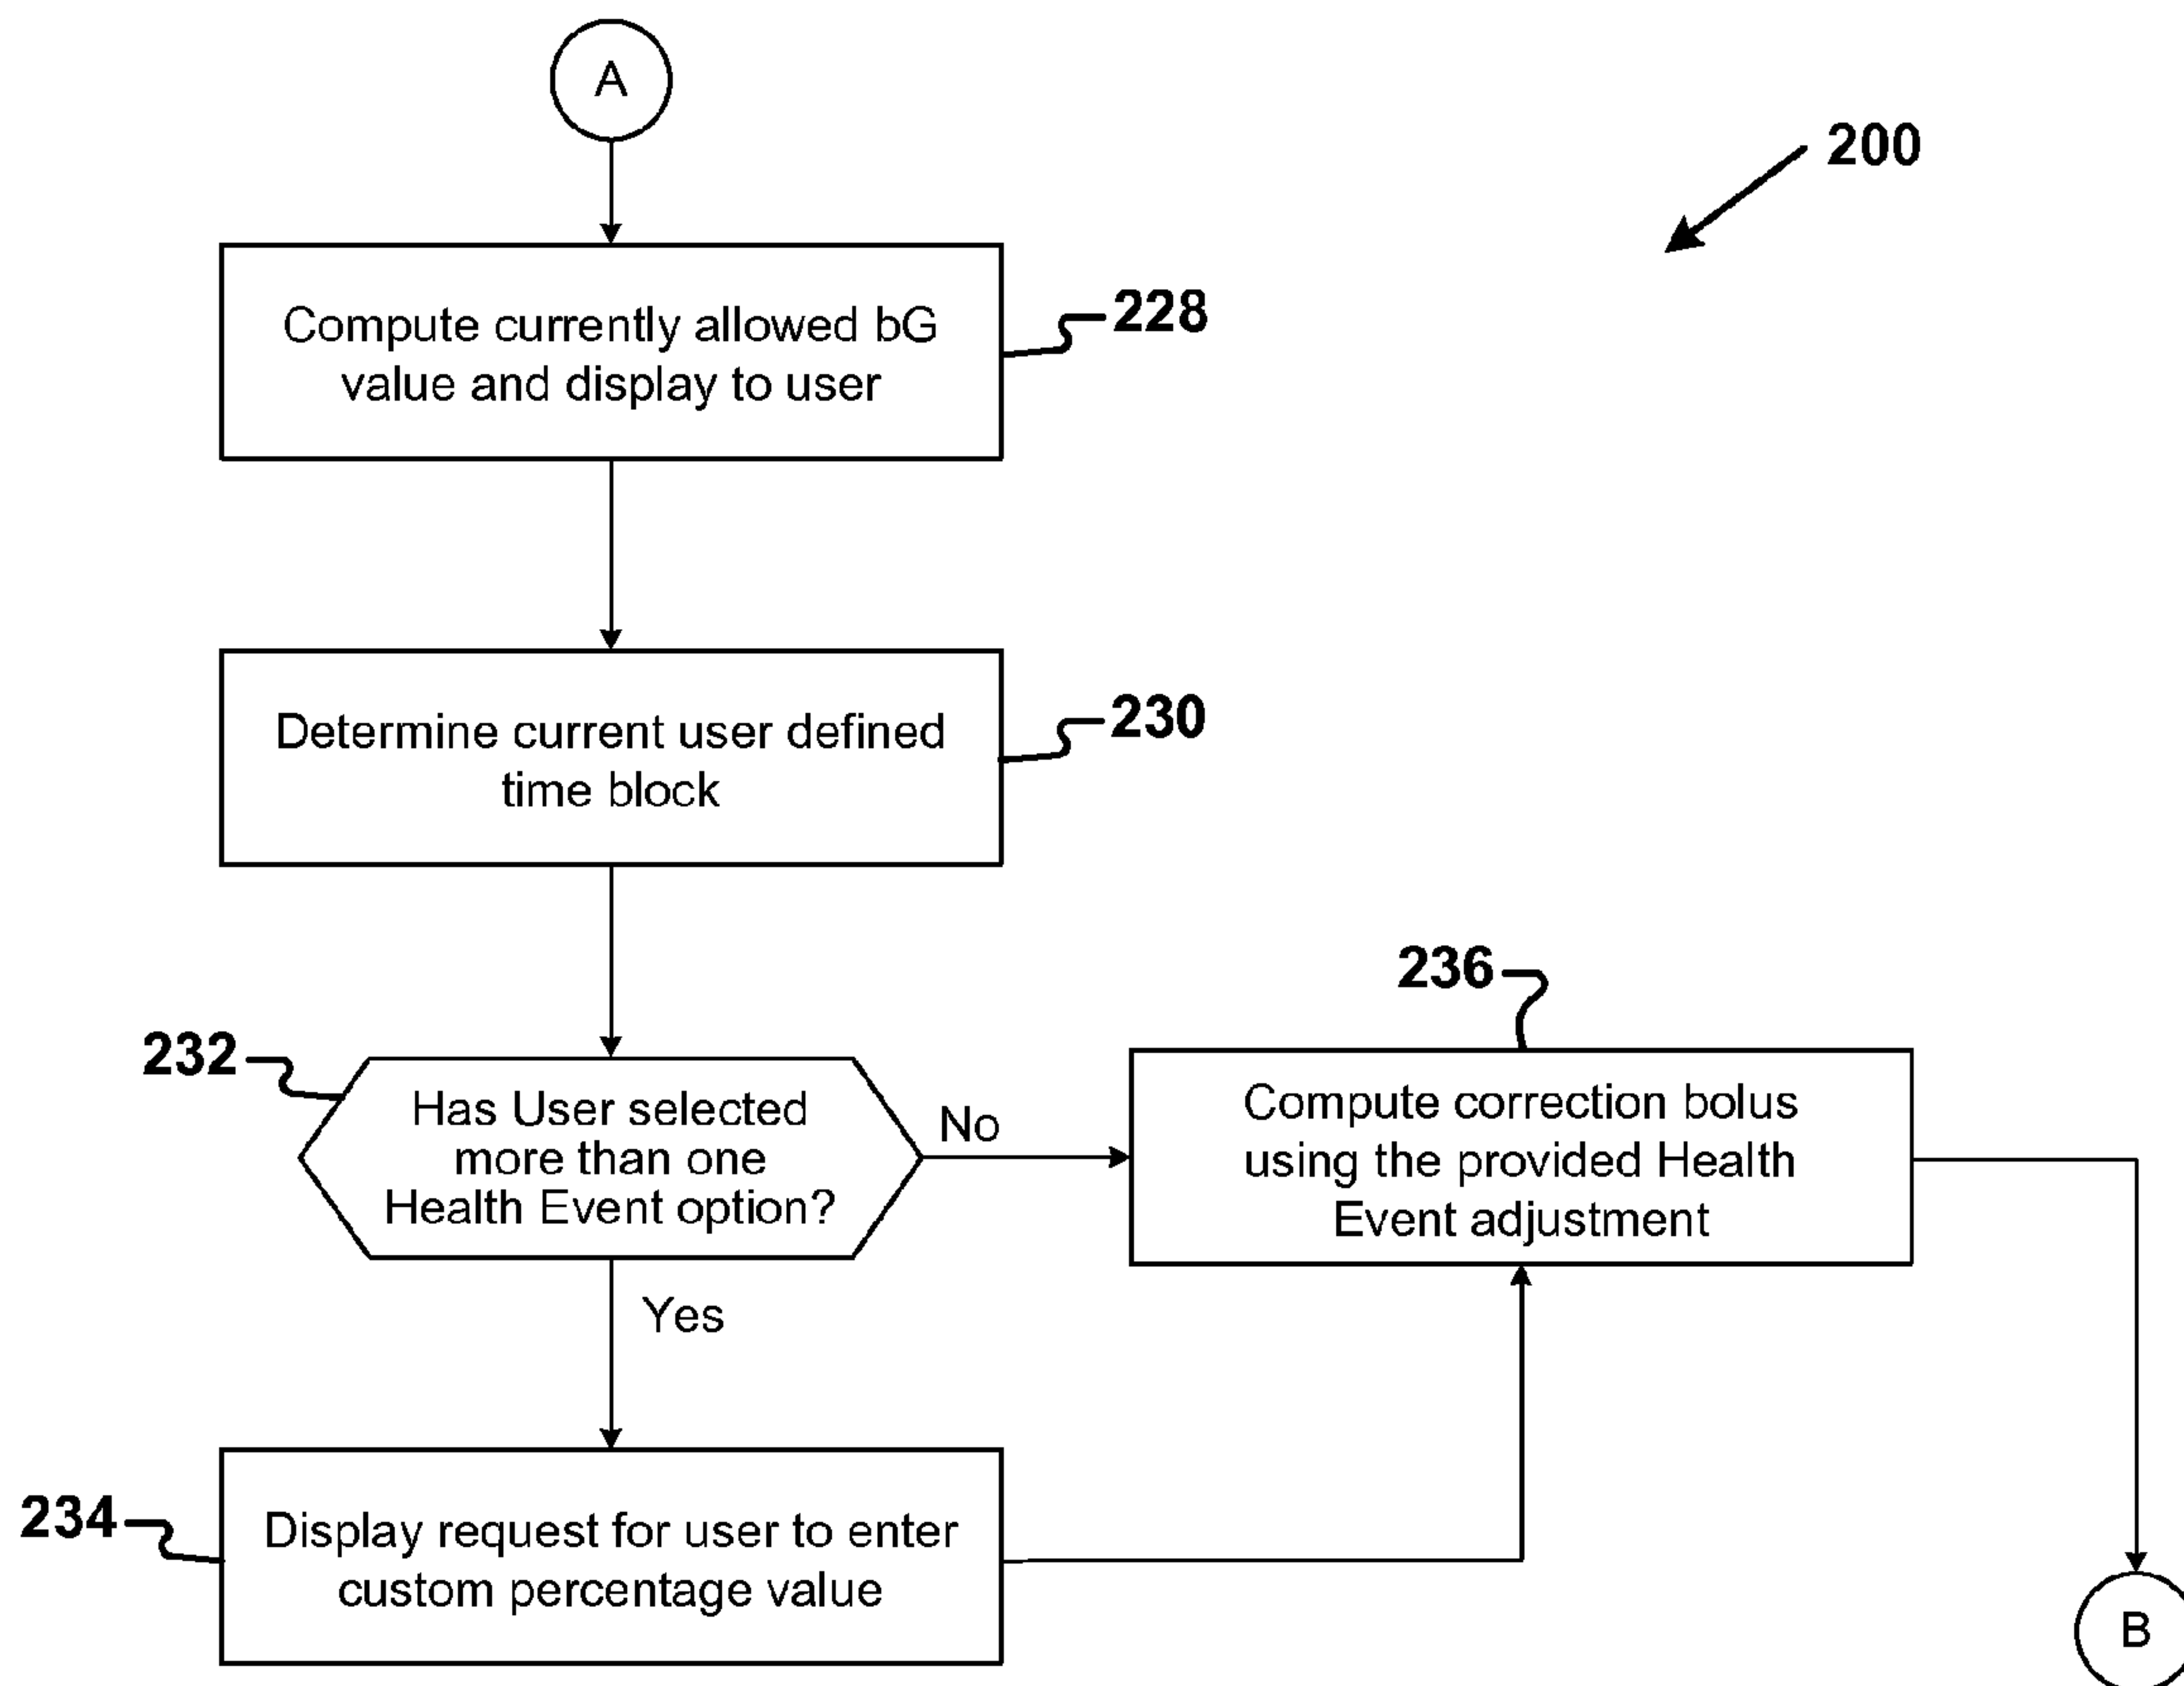 A
200
Compute currently allowed bG
value and display to user
228
Determine current user defined
time block
230
232
Has User selected
more than one
Health Event option?
No
Yes
236
Compute correction bolus
using the provided Health
Event adjustment
234
Display request for user to enter
custom percentage value
B